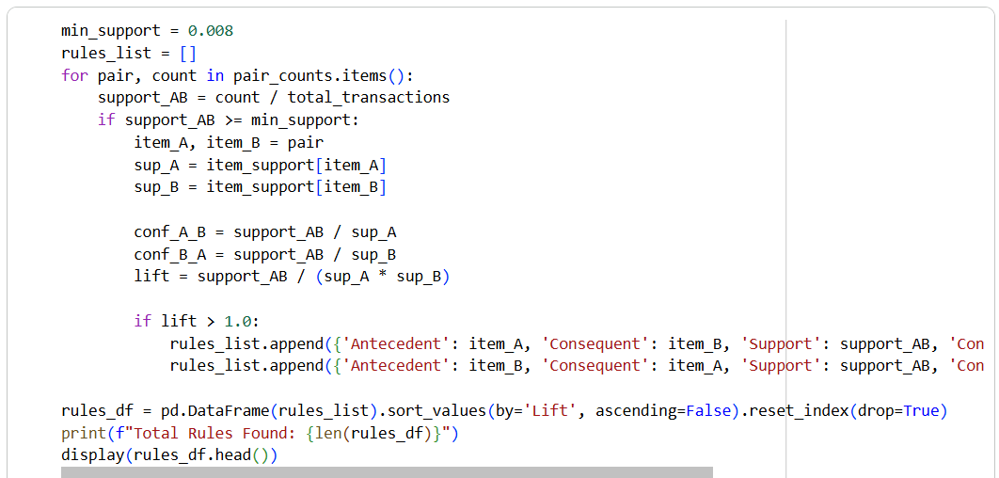 min_support = 0.008
rules_list = []
for pair, count in pair_counts.items():
    support_AB = count / total_transactions
    if support_AB >= min_support:
        item_A, item_B = pair
        sup_A = item_support[item_A]
        sup_B = item_support[item_B]

        conf_A_B = support_AB / sup_A
        conf_B_A = support_AB / sup_B
        lift = support_AB / (sup_A * sup_B)

        if lift > 1.0:
            rules_list.append({'Antecedent': item_A, 'Consequent': item_B, 'Support': support_AB, 'Con
            rules_list.append({'Antecedent': item_B, 'Consequent': item_A, 'Support': support_AB, 'Con

rules_df = pd.DataFrame(rules_list).sort_values(by='Lift', ascending=False).reset_index(drop=True)
print(f"Total Rules Found: {len(rules_df)}")
display(rules_df.head())